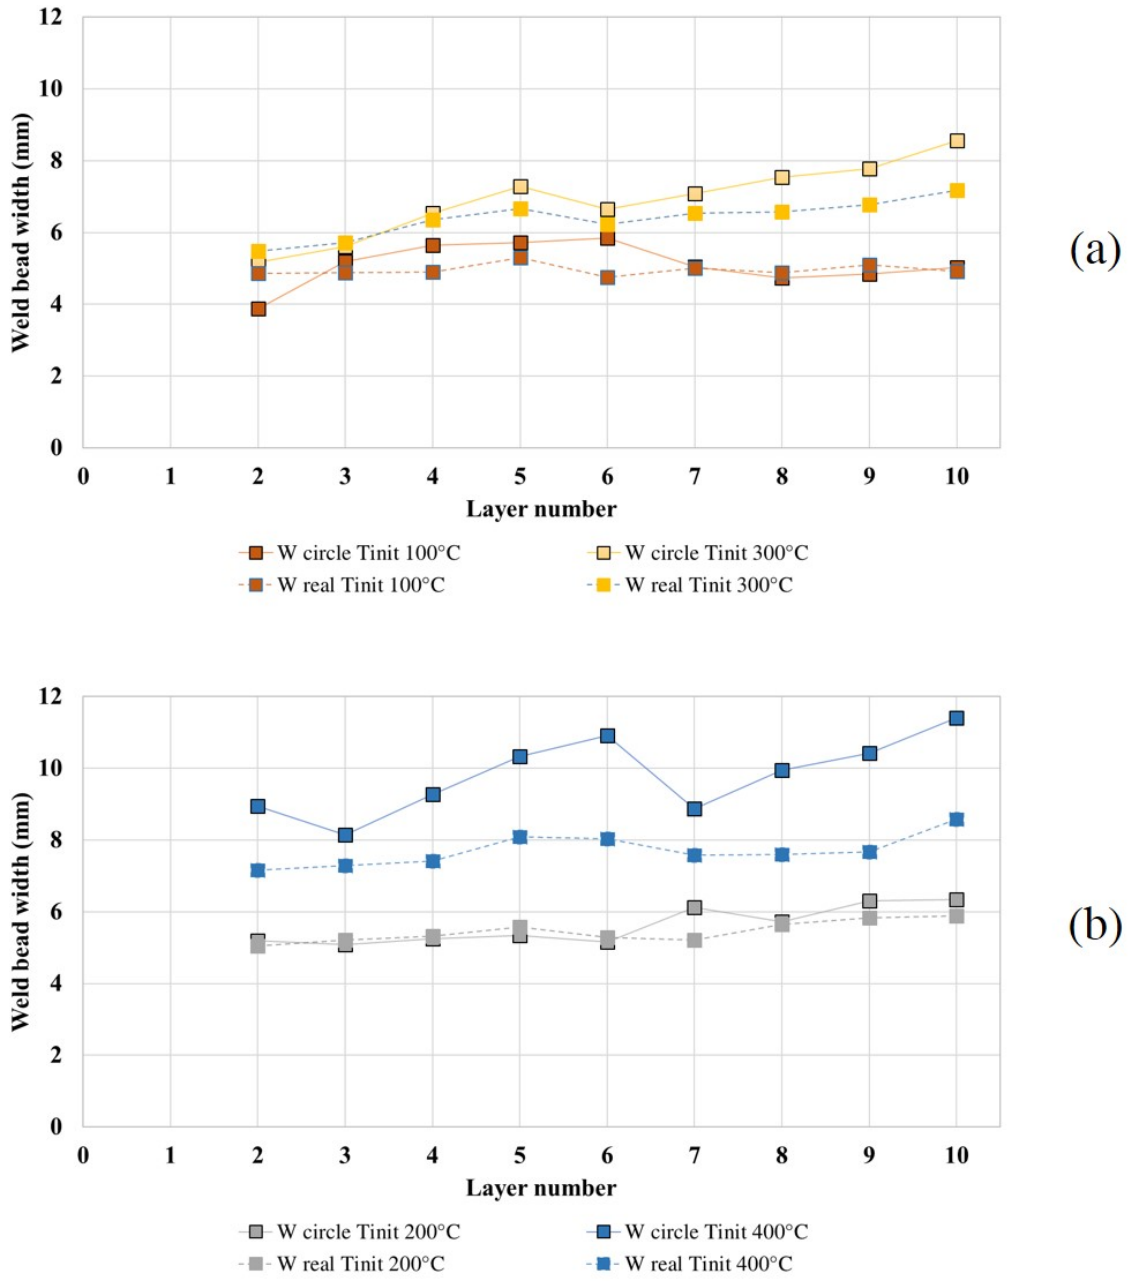 12
10
8
6
4
2
0
Weld bead width (mm)
0 1 2 3 4 5 6 7 8 9 10
Layer number
W circle Tinit 100°C W circle Tinit 300°C
W real Tinit 100°C W real Tinit 300°C
(a)
12
10
8
6
4
2
0
Weld bead width (mm)
0 1 2 3 4 5 6 7 8 9 10
Layer number
W circle Tinit 200°C W circle Tinit 400°C
W real Tinit 200°C W real Tinit 400°C
(b)